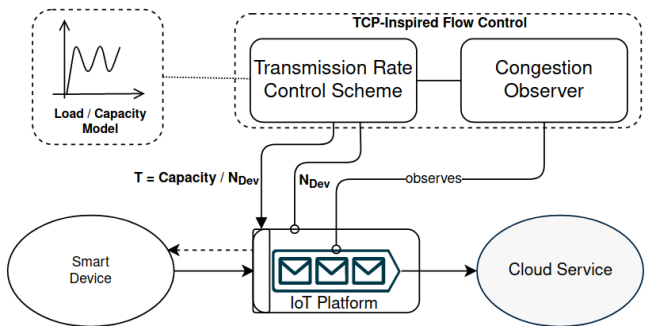 TCP-Inspired Flow Control
Transmission Rate
Control Scheme
Congestion
Observer
Load / Capacity
Model
T = Capacity / N_Dev
N_Dev
observes
Smart
Device
IoT Platform
Cloud Service